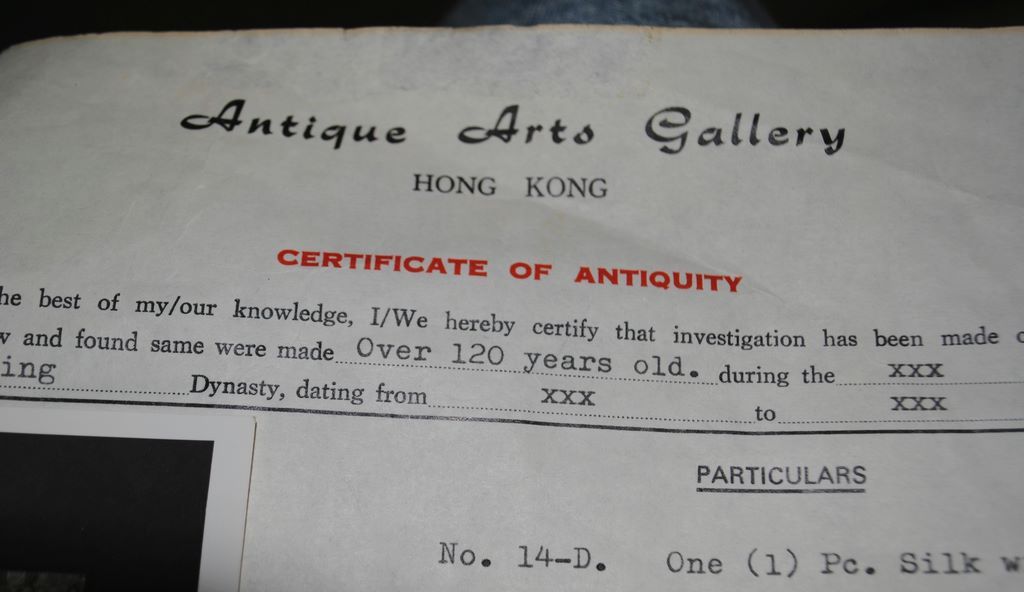 Antique Arts Gallery
HONG KONG
CERTIFICATE OF ANTIQUITY
he best of my/our knowledge, I/We hereby certify that investigation has been made
and found same were made Over 120 years old. during the xxx
ing Dynasty, dating from xxx to xxx
PARTICULARS
No. 14-D. One (1) Pc. Silk w